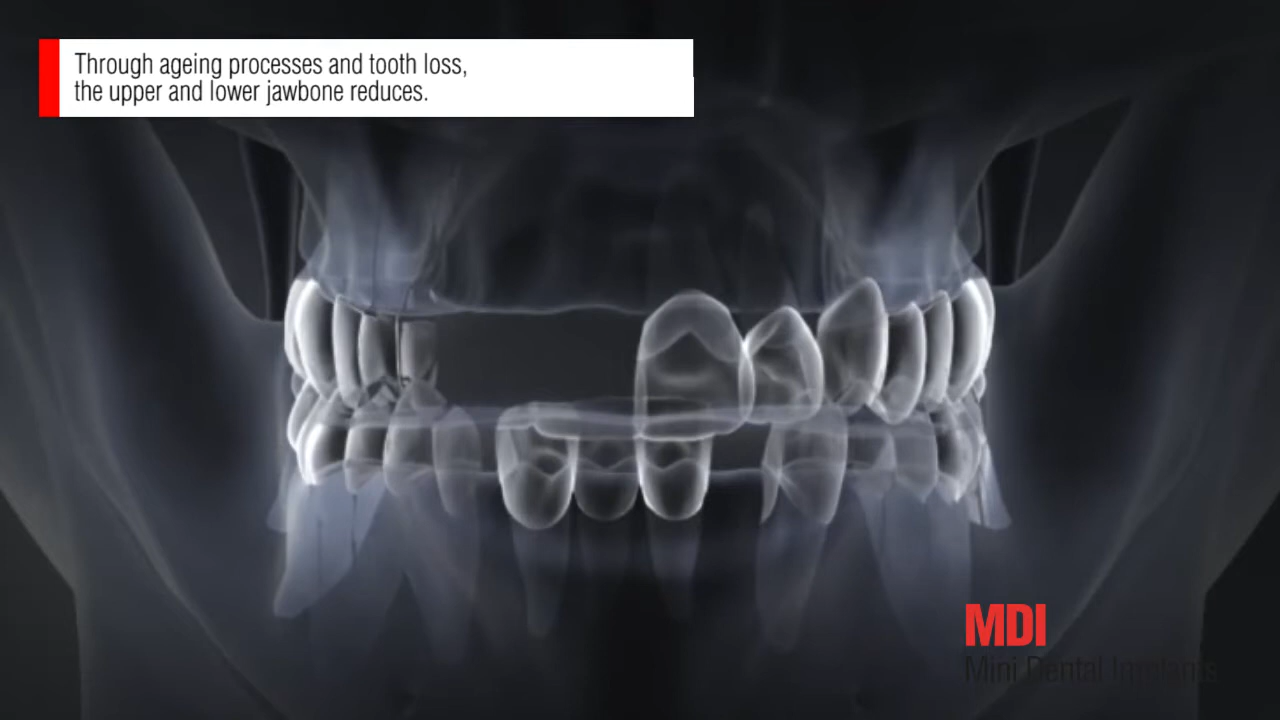 Through ageing processes and tooth loss,
the upper and lower jawbone reduces.
MDI
Mini Dental Implants